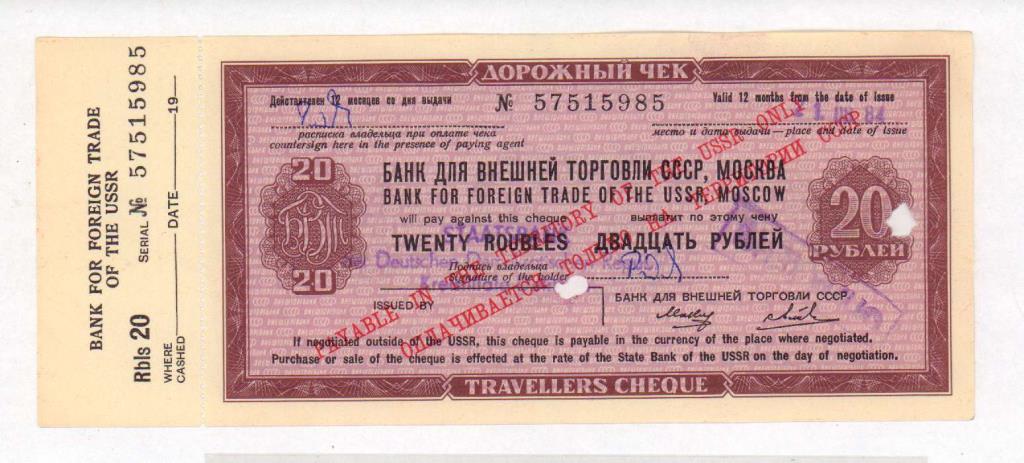 BANK FOR FOREIGN TRADE
OF THE USSR
SERIAL № 57515985
Rbls 20
WHERE
CASHED DATE 19
ДОРОЖНЫЙ ЧЕК
Действителен 12 месяцев со дня выдачи
№ 57515985
Valid 12 months from the date of issue
84
расписка владельца при оплате чека
countersign here in the presence of paying agent
место и дата выдачи — place and date of issue
БАНК ДЛЯ ВНЕШНЕЙ ТОРГОВЛИ СССР, МОСКВА
BANK FOR FOREIGN TRADE OF THE USSR, MOSCOW
will pay against this cheque
выплатит по этому чеку
TWENTY ROUBLES ДВАДЦАТЬ РУБЛЕЙ
20
БВТ
20
20
РУБЛЕЙ
Подпись владельца
Signature of the holder
STAATSBANK
der Deutschen
ISSUED BY
БАНК ДЛЯ ВНЕШНЕЙ ТОРГОВЛИ СССР
PAYABLE IN THE TERRITORY OF THE USSR ONLY
ОПЛАЧИВАЕТСЯ ТОЛЬКО НА ТЕРРИТОРИИ СССР
If negotiated outside of the USSR, this cheque is payable in the currency of the place where negotiated.
Purchase or sale of the cheque is effected at the rate of the State Bank of the USSR on the day of negotiation.
TRAVELLERS CHEQUE